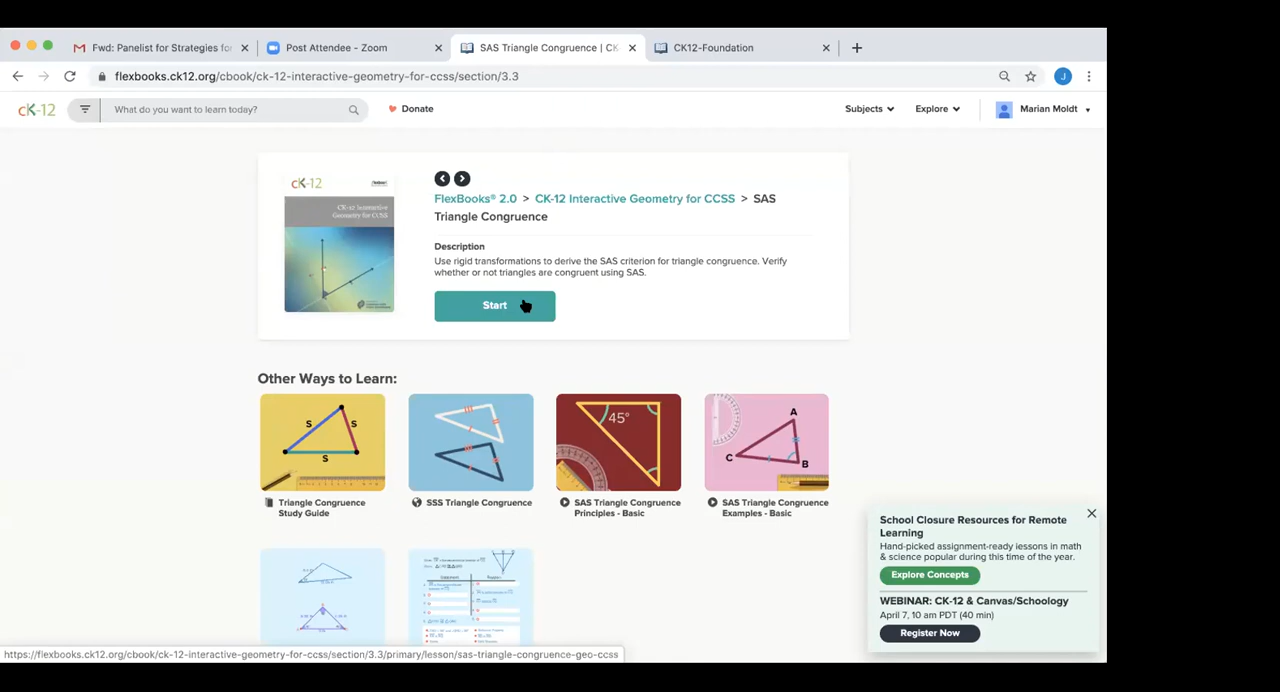 Fwd: Panelist for Strategies fo
Post Attendee - Zoom
SAS Triangle Congruence | CK
CK12-Foundation
flexbooks.ck12.org/cbook/ck-12-interactive-geometry-for-ccss/section/3.3
J
cK-12
What do you want to learn today?
Donate
Subjects
Explore
Marian Moldt
cK-12
CK-12 Interactive
Geometry for CCSS
FlexBooks® 2.0 > CK-12 Interactive Geometry for CCSS > SAS
Triangle Congruence
Description
Use rigid transformations to derive the SAS criterion for triangle congruence. Verify
whether or not triangles are congruent using SAS.
Start
Other Ways to Learn:
S
S
S
45°
A
C
B
Triangle Congruence
Study Guide
SSS Triangle Congruence
SAS Triangle Congruence
Principles - Basic
SAS Triangle Congruence
Examples - Basic
School Closure Resources for Remote
Learning
Hand-picked assignment-ready lessons in math
& science popular during this time of the year.
Explore Concepts
WEBINAR: CK-12 & Canvas/Schoology
April 7, 10 am PDT (40 min)
Register Now
https://flexbooks.ck12.org/cbook/ck-12-interactive-geometry-for-ccss/section/3.3/primary/lesson/sas-triangle-congruence-geo-ccss